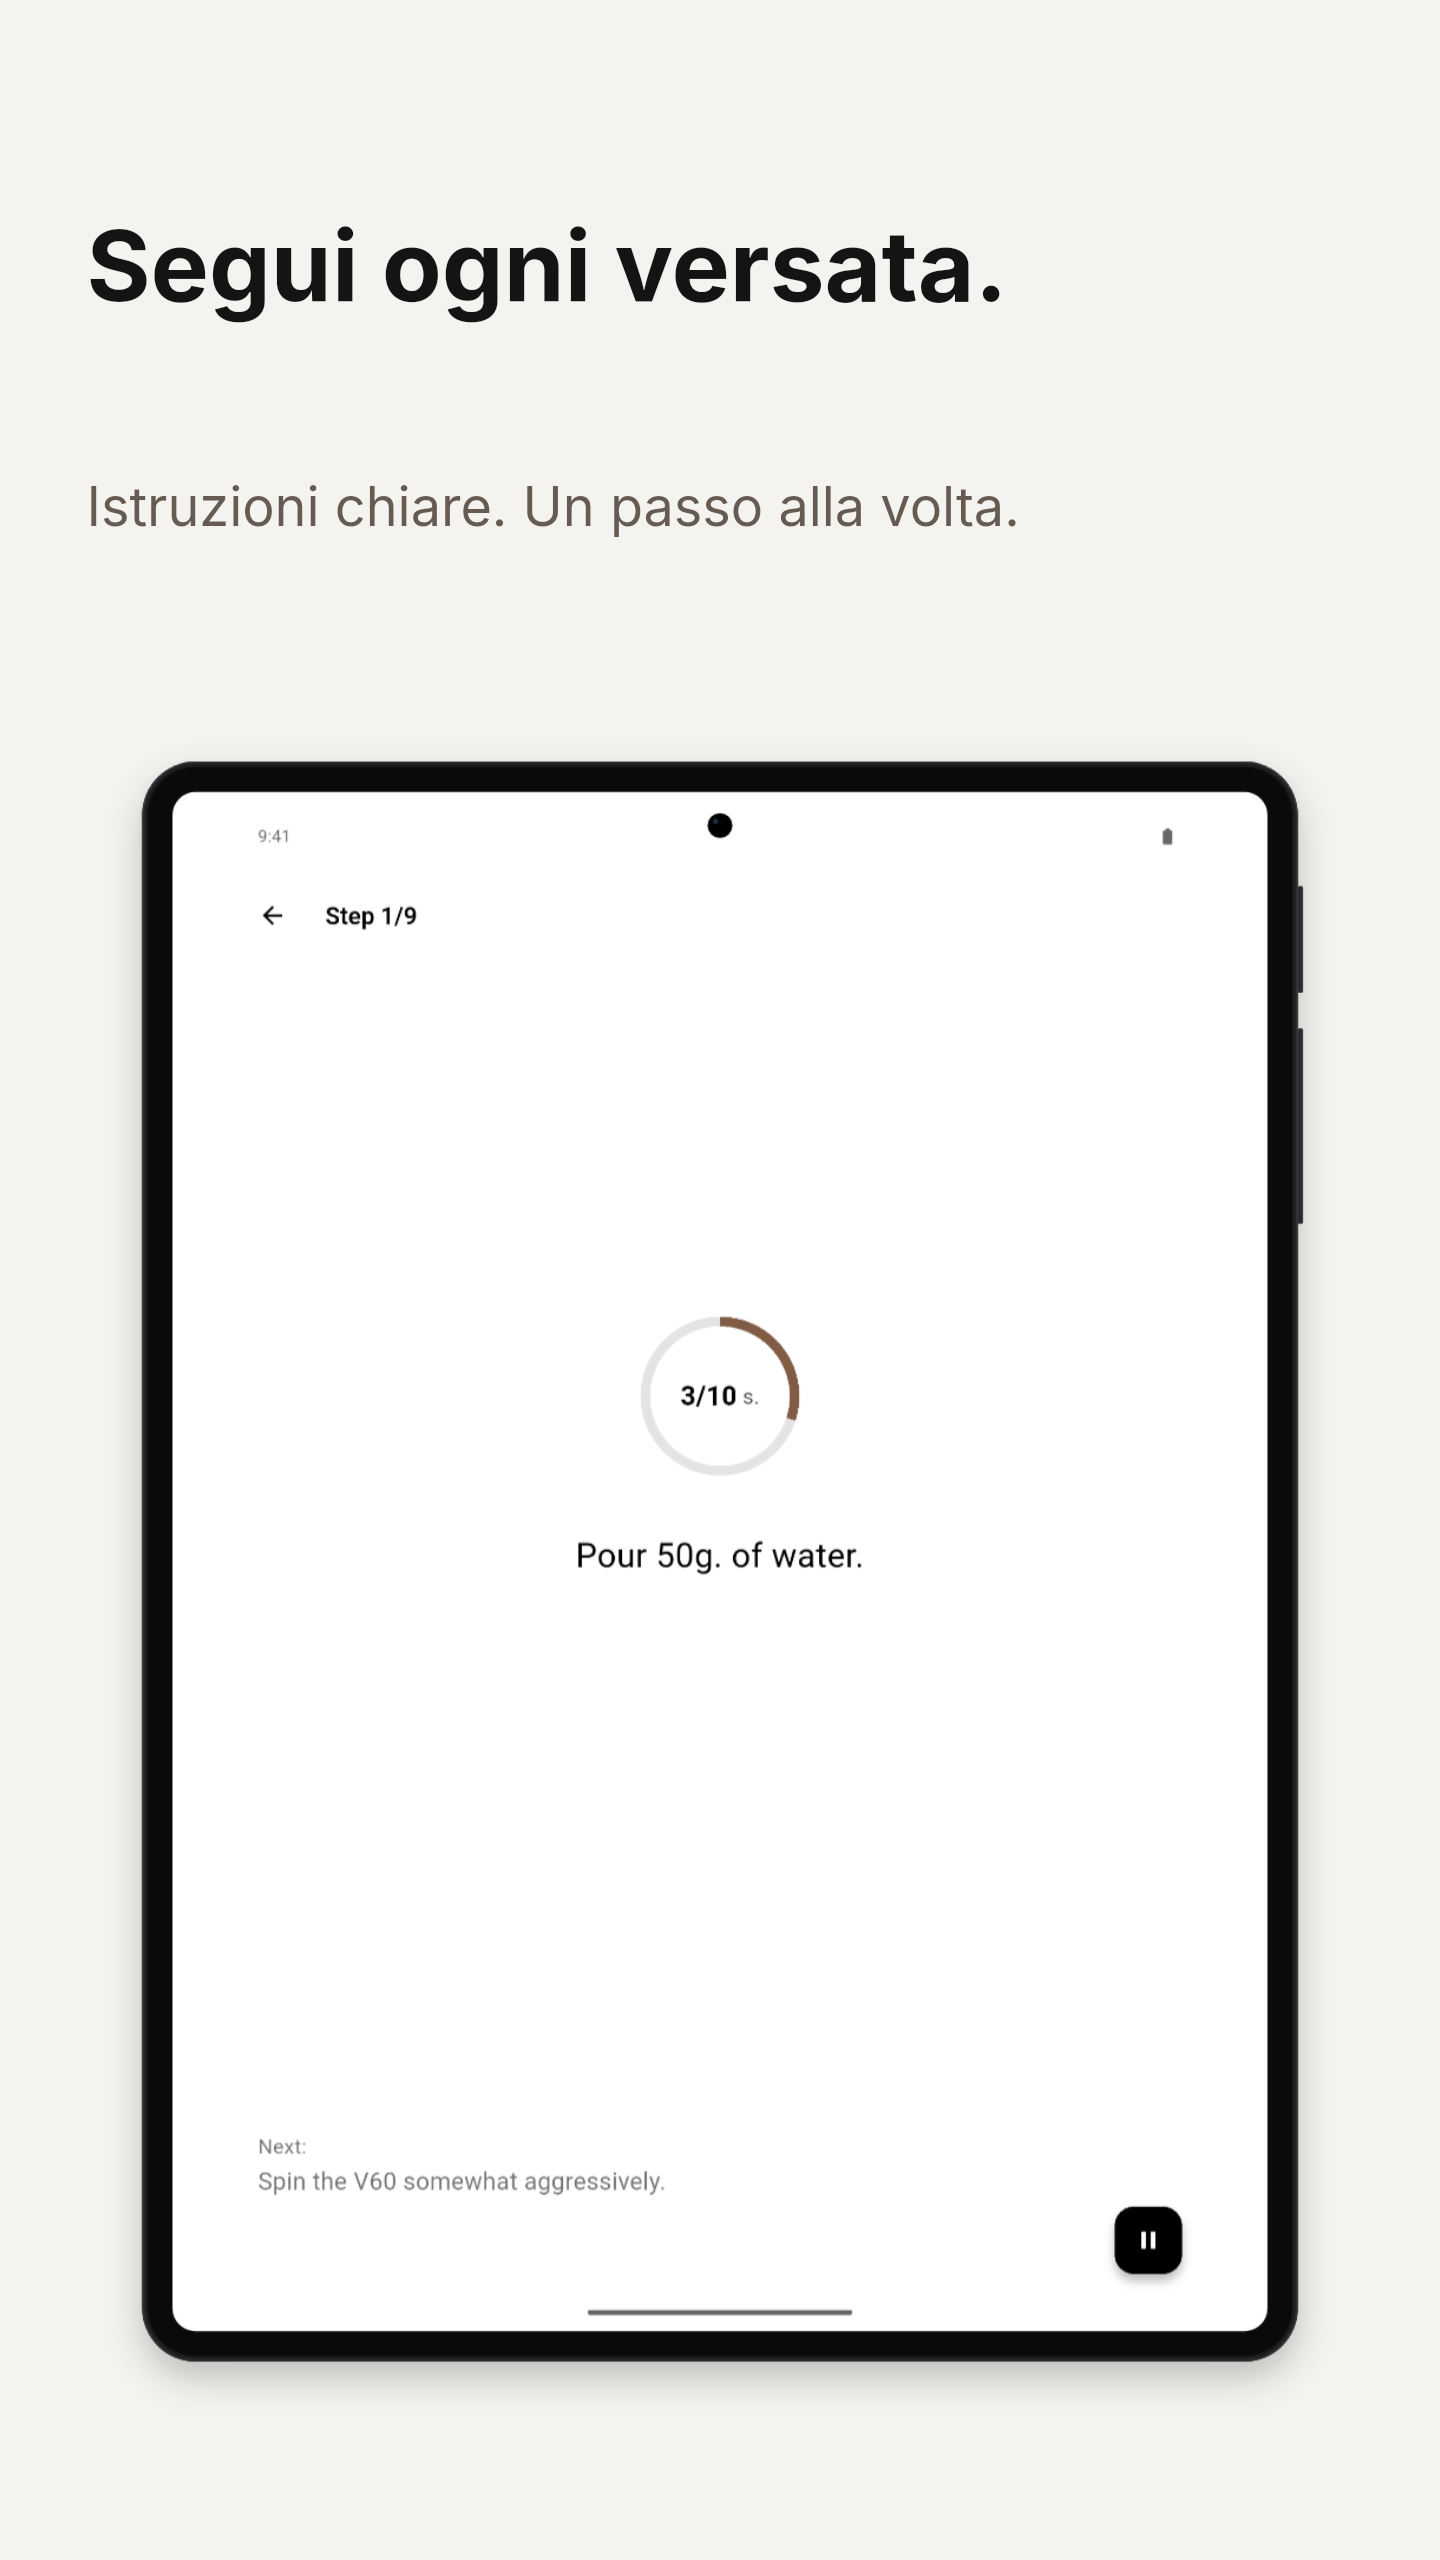 Segui ogni versata.
Istruzioni chiare. Un passo alla volta.
9:41
Step 1/9
3/10 s.
Pour 50g. of water.
Next:
Spin the V60 somewhat aggressively.